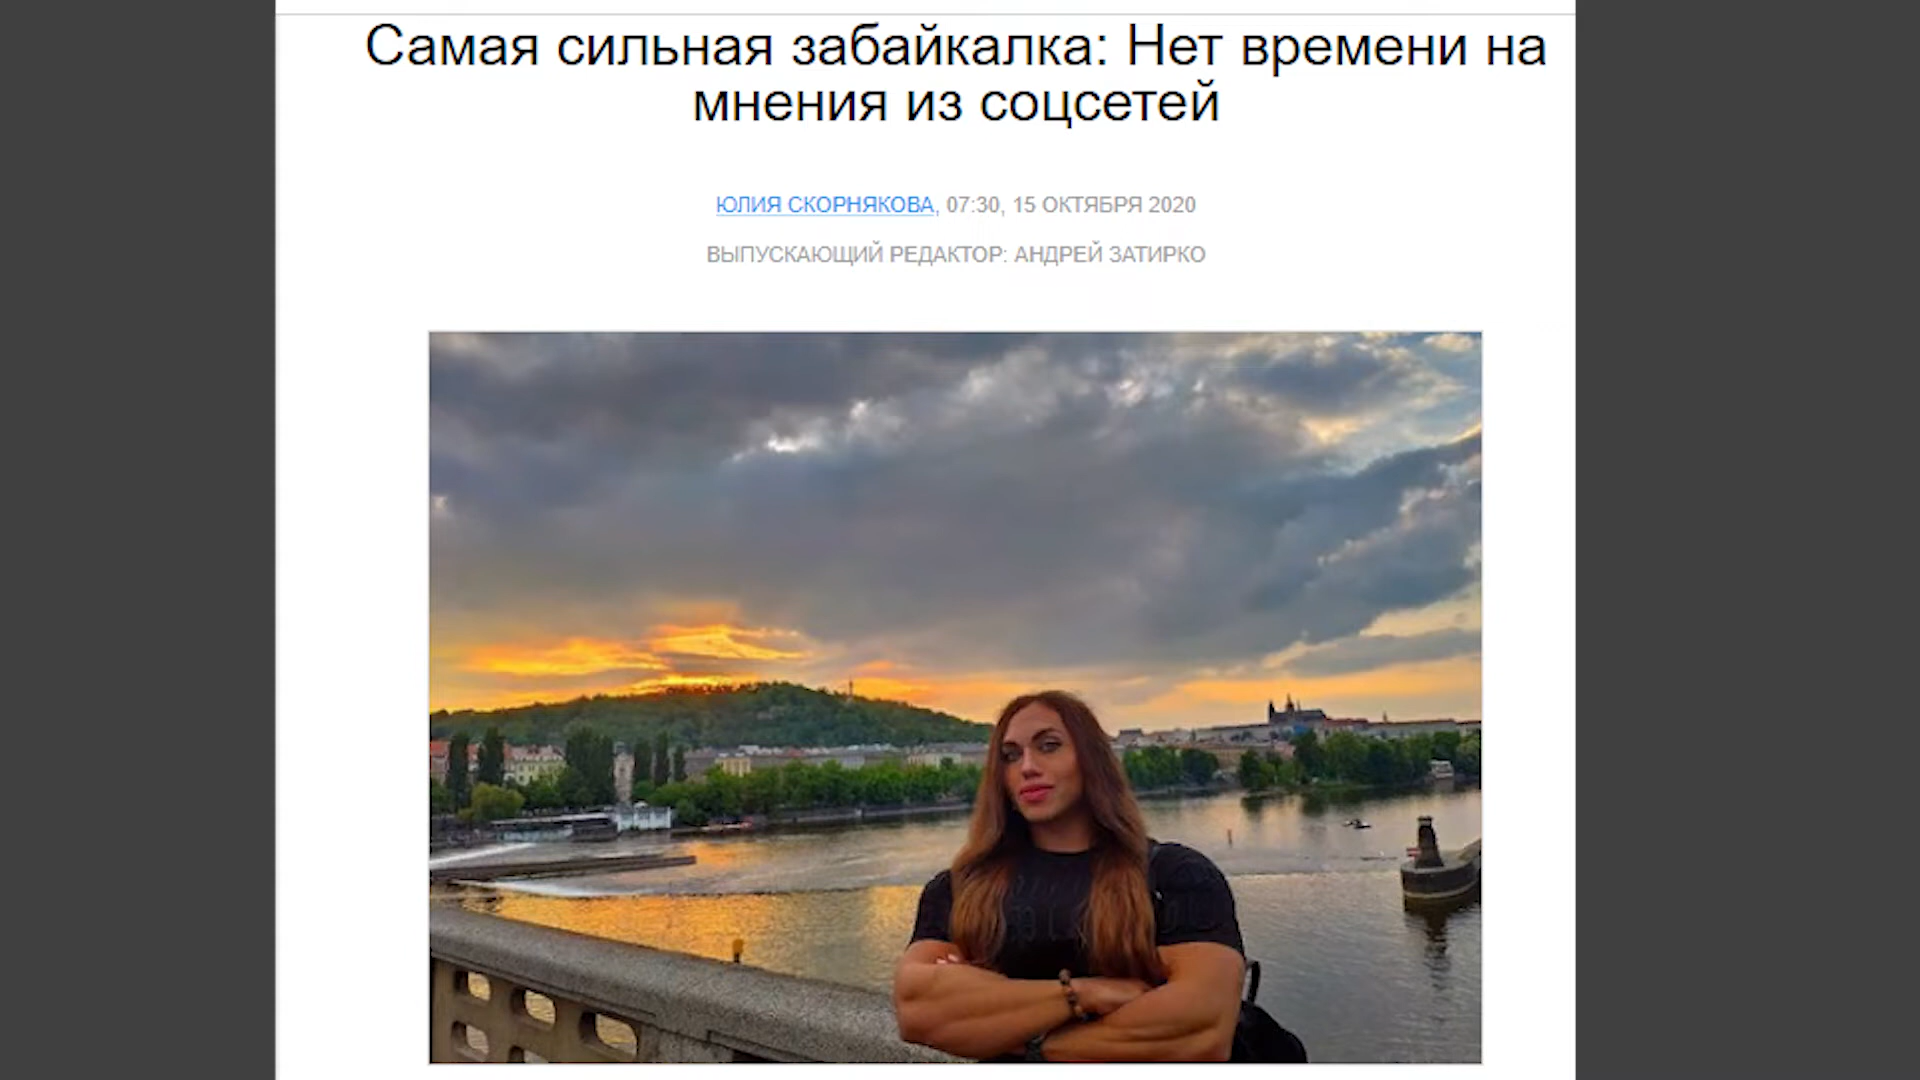 Самая сильная забайкалка: Нет времени на
мнения из соцсетей
ЮЛИЯ СКОРНЯКОВА, 07:30, 15 ОКТЯБРЯ 2020
ВЫПУСКАЮЩИЙ РЕДАКТОР: АНДРЕЙ ЗАТИРКО